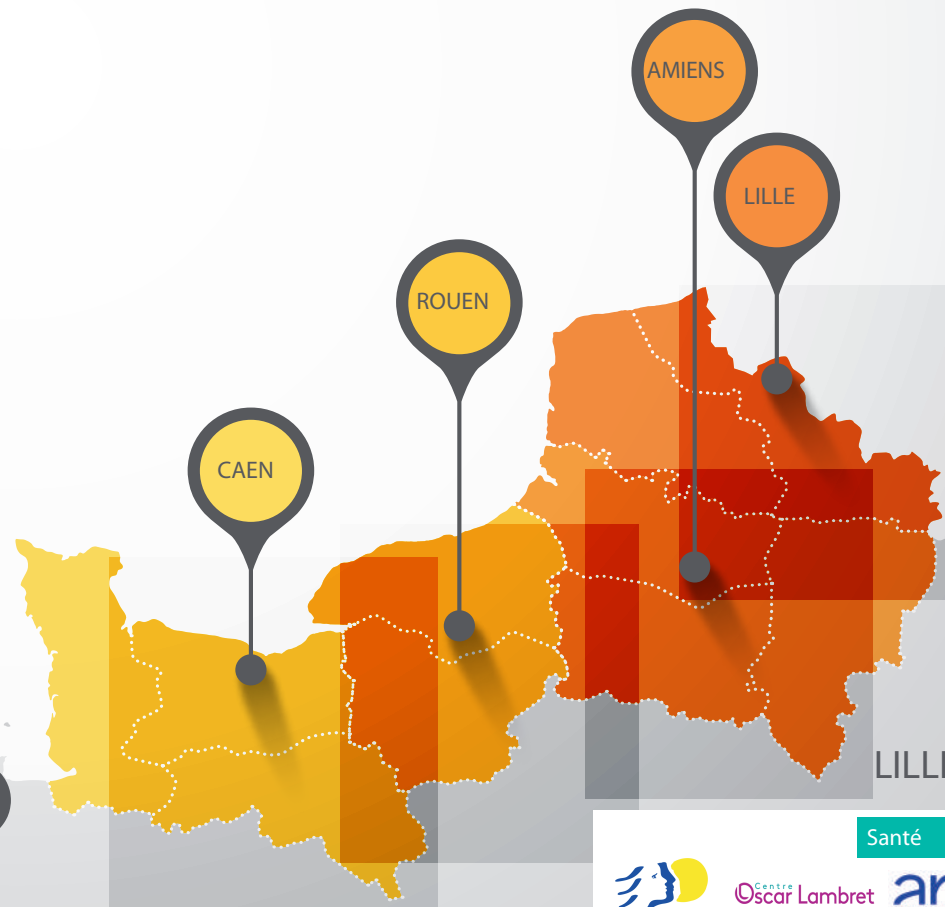 AMIENS
LILLE
ROUEN
CAEN
LILLE
Santé
Centre
Oscar Lambret